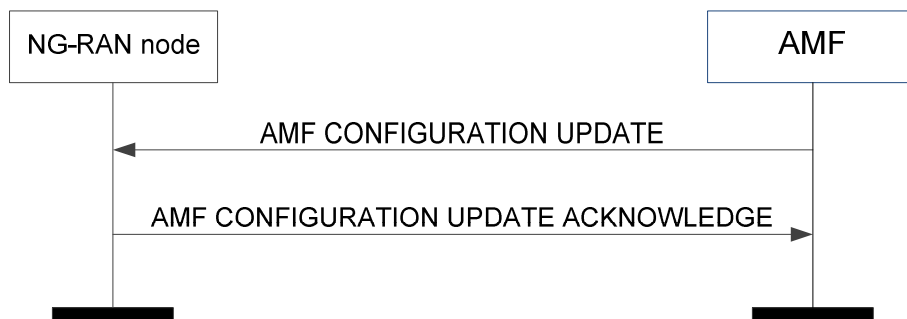 NG-RAN node
AMF
AMF CONFIGURATION UPDATE
AMF CONFIGURATION UPDATE ACKNOWLEDGE